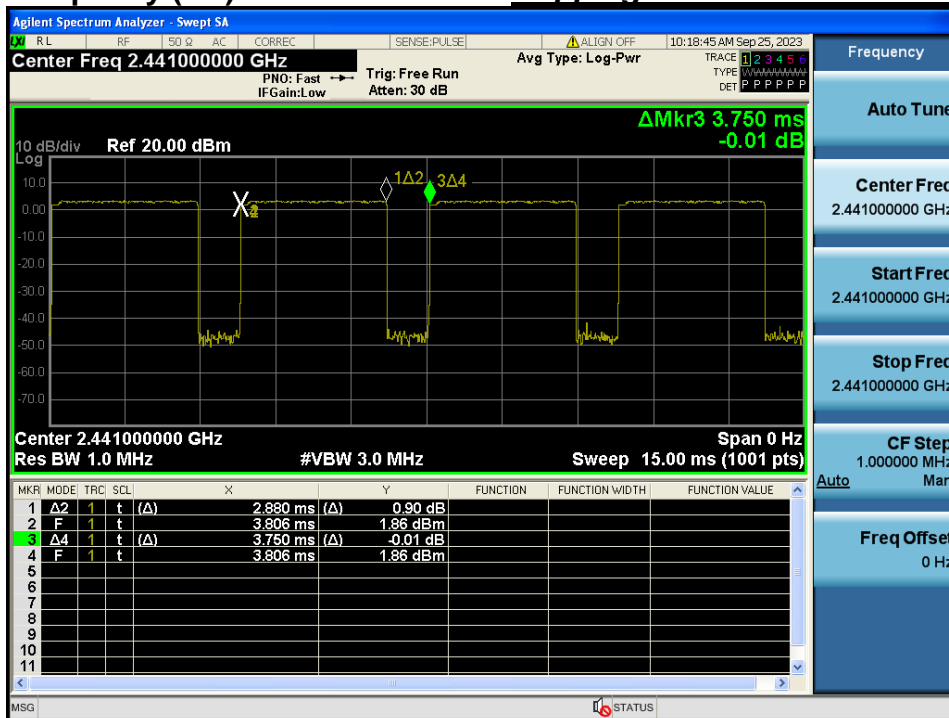 Agilent Spectrum Analyzer - Swept SA
LXI RL RF 50 Ω AC CORREC SENSE:PULSE ALIGN OFF 10:18:45 AM Sep 25, 2023
Center Freq 2.441000000 GHz
PNO: Fast
IFGain:Low
Trig: Free Run
Atten: 30 dB
Avg Type: Log-Pwr
TRACE 1 2 3 4 5 6
TYPE
DET P P P P P P
ΔMkr3 3.750 ms
-0.01 dB
10 dB/div Ref 20.00 dBm
Log
10.0
0.00
-10.0
-20.0
-30.0
-40.0
-50.0
-60.0
-70.0
1Δ2
3Δ4
Center 2.441000000 GHz Span 0 Hz
Res BW 1.0 MHz #VBW 3.0 MHz Sweep 15.00 ms (1001 pts)
MKR MODE TRC SCL X Y FUNCTION FUNCTION WIDTH FUNCTION VALUE
1 Δ2 1 t (Δ) 2.880 ms (Δ) 0.90 dB
2 F 1 t 3.806 ms 1.86 dBm
3 Δ4 1 t (Δ) 3.750 ms (Δ) -0.01 dB
4 F 1 t 3.806 ms 1.86 dBm
5
6
7
8
9
10
11
MSG STATUS
Frequency
Auto Tune
Center Freq
2.441000000 GHz
Start Freq
2.441000000 GHz
Stop Freq
2.441000000 GHz
CF Step
1.000000 MHz
Auto Man
Freq Offset
0 Hz